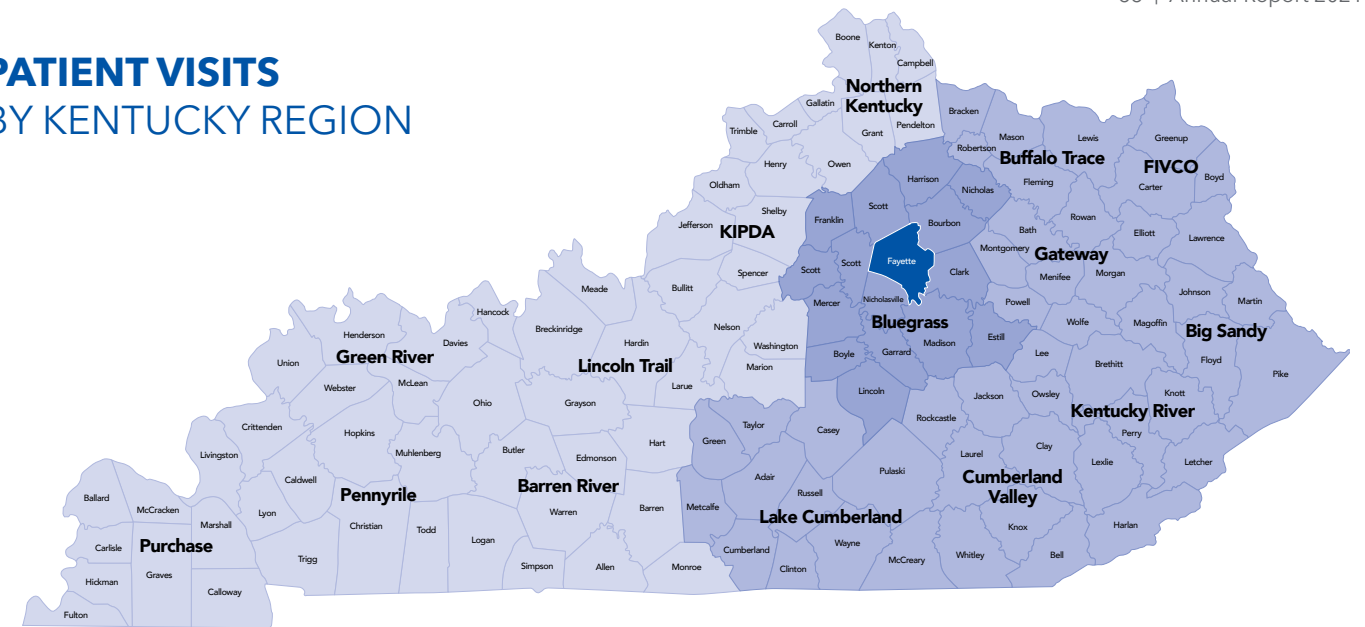 Annual Report 2021
PATIENT VISITS
BY KENTUCKY REGION
Boone
Kenton
Campbell
Northern
Kentucky
Gallatin
Carroll
Trimble
Grant
Pendelton
Owen
Henry
Oldham
Shelby
Jefferson
KIPDA
Spencer
Bullitt
Bracken
Mason
Lewis
Robertson
Buffalo Trace
Fleming
Greenup
FIVCO
Boyd
Carter
Elliott
Lawrence
Rowan
Bath
Montgomery
Gateway
Menifee
Morgan
Harrison
Nicholas
Scott
Franklin
Bourbon
Scott
Scott
Fayette
Clark
Mercer
Nicholasville
Bluegrass
Madison
Estill
Boyle
Garrard
Lincoln
Powell
Wolfe
Magoffin
Johnson
Martin
Big Sandy
Floyd
Pike
Lee
Brethitt
Owsley
Knott
Kentucky River
Perry
Lexlie
Letcher
Meade
Hancock
Breckinridge
Hardin
Nelson
Washington
Marion
Lincoln Trail
Larue
Grayson
Henderson
Davies
Green River
Union
Webster
McLean
Ohio
Crittenden
Hopkins
Muhlenberg
Livingston
Caldwell
Pennyrile
Lyon
Christian
Todd
Trigg
Butler
Edmonson
Hart
Barren River
Warren
Barren
Logan
Simpson
Allen
Monroe
Ballard
McCracken
Marshall
Carlisle
Purchase
Graves
Hickman
Calloway
Fulton
Taylor
Green
Casey
Adair
Pulaski
Russell
Metcalfe
Lake Cumberland
Wayne
Cumberland
Clinton
McCreary
Jackson
Rockcastle
Laurel
Clay
Cumberland
Valley
Knox
Whitley
Bell
Harlan